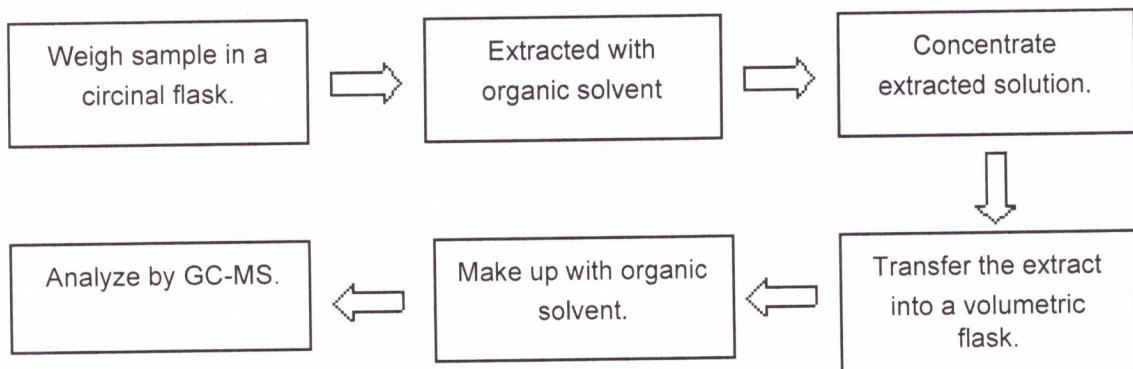 Weigh sample in a
circinal flask.
Extracted with
organic solvent
Concentrate
extracted solution.
Transfer the extract
into a volumetric
flask.
Make up with organic
solvent.
Analyze by GC-MS.